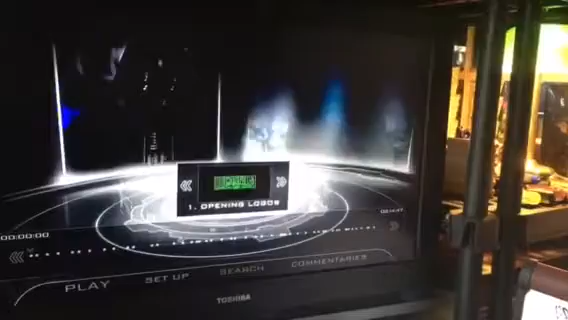 1. OPENING LOGOS
00:00:00
PLAY SET UP SEARCH COMMENTARIES
TOSHIBA